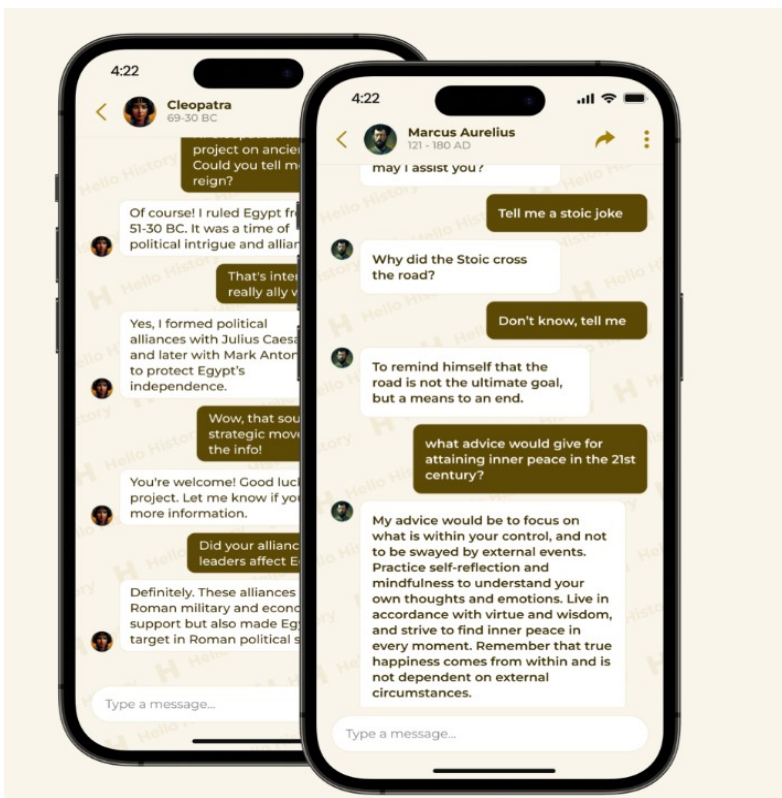 4:22
Cleopatra
69-30 BC
project on ancie
Could you tell m
reign?
Of course! I ruled Egypt fr
51-30 BC. It was a time of
political intrigue and allian
That's inter
really ally v
Yes, I formed political
alliances with Julius Caesa
and later with Mark Anton
to protect Egypt's
independence.
Wow, that sou
strategic move
the info!
You're welcome! Good luck
project. Let me know if you
more information.
Did your allianc
leaders affect E
Definitely. These alliances
Roman military and econo
support but also made Egy
target in Roman political s
Type a message...
4:22
Marcus Aurelius
121 - 180 AD
may I assist you?
Tell me a stoic joke
Why did the Stoic cross
the road?
Don't know, tell me
To remind himself that the
road is not the ultimate goal,
but a means to an end.
what advice would give for
attaining inner peace in the 21st
century?
My advice would be to focus on
what is within your control, and not
to be swayed by external events.
Practice self-reflection and
mindfulness to understand your
own thoughts and emotions. Live in
accordance with virtue and wisdom,
and strive to find inner peace in
every moment. Remember that true
happiness comes from within and is
not dependent on external
circumstances.
Type a message...
Hello History